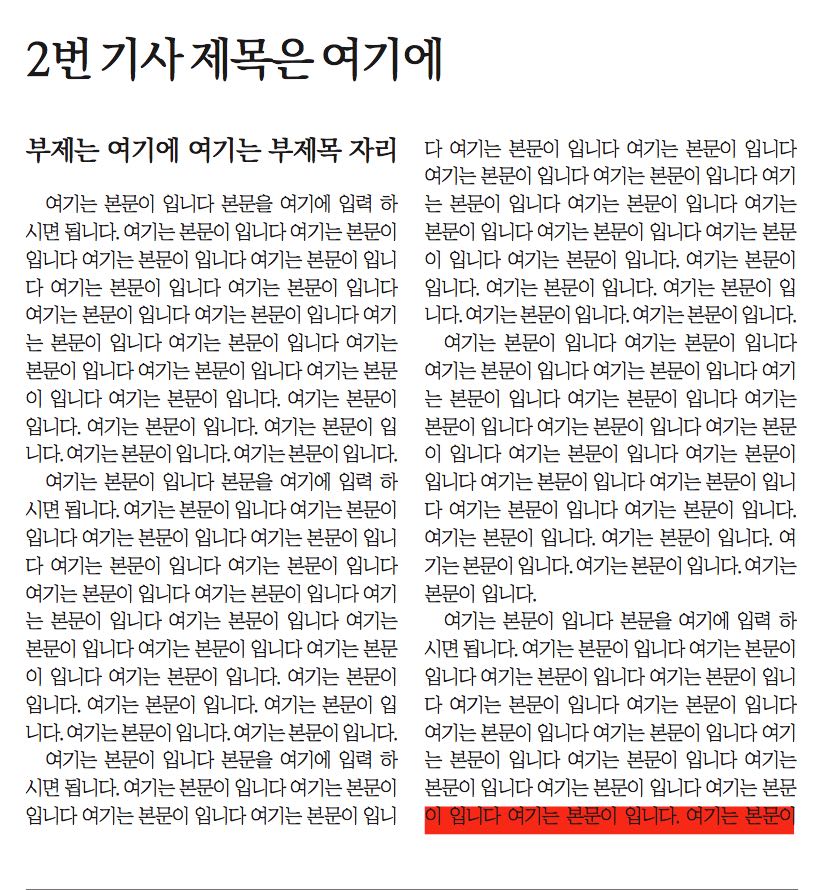 2번 기사 제목은 여기에
부제는 여기에 여기는 부제목 자리
여기는 본문이 입니다 본문을 여기에 입력 하
시면 됩니다. 여기는 본문이 입니다 여기는 본문이
입니다 여기는 본문이 입니다 여기는 본문이 입니
다 여기는 본문이 입니다 여기는 본문이 입니다
여기는 본문이 입니다 여기는 본문이 입니다 여기
는 본문이 입니다 여기는 본문이 입니다 여기는
본문이 입니다 여기는 본문이 입니다 여기는 본문
이 입니다 여기는 본문이 입니다. 여기는 본문이
입니다. 여기는 본문이 입니다. 여기는 본문이 입
니다. 여기는 본문이 입니다. 여기는 본문이 입니다.
여기는 본문이 입니다 본문을 여기에 입력 하
시면 됩니다. 여기는 본문이 입니다 여기는 본문이
입니다 여기는 본문이 입니다 여기는 본문이 입니
다 여기는 본문이 입니다 여기는 본문이 입니다
여기는 본문이 입니다 여기는 본문이 입니다 여기
는 본문이 입니다 여기는 본문이 입니다 여기는
본문이 입니다 여기는 본문이 입니다 여기는 본문
이 입니다 여기는 본문이 입니다. 여기는 본문이
입니다. 여기는 본문이 입니다. 여기는 본문이 입
니다. 여기는 본문이 입니다. 여기는 본문이 입니다.
여기는 본문이 입니다 본문을 여기에 입력 하
시면 됩니다. 여기는 본문이 입니다 여기는 본문이
입니다 여기는 본문이 입니다 여기는 본문이 입니
다 여기는 본문이 입니다 여기는 본문이 입니다
여기는 본문이 입니다 여기는 본문이 입니다 여기
는 본문이 입니다 여기는 본문이 입니다 여기는
본문이 입니다 여기는 본문이 입니다 여기는 본문
이 입니다 여기는 본문이 입니다. 여기는 본문이
입니다. 여기는 본문이 입니다. 여기는 본문이 입
니다. 여기는 본문이 입니다. 여기는 본문이 입니다.
여기는 본문이 입니다 여기는 본문이 입니다
여기는 본문이 입니다 여기는 본문이 입니다 여기
는 본문이 입니다 여기는 본문이 입니다 여기는
본문이 입니다 여기는 본문이 입니다 여기는 본문
이 입니다 여기는 본문이 입니다 여기는 본문이
입니다 여기는 본문이 입니다 여기는 본문이 입니
다 여기는 본문이 입니다 여기는 본문이 입니다.
여기는 본문이 입니다. 여기는 본문이 입니다. 여
기는 본문이 입니다. 여기는 본문이 입니다. 여기는
본문이 입니다.
여기는 본문이 입니다 본문을 여기에 입력 하
시면 됩니다. 여기는 본문이 입니다 여기는 본문이
입니다 여기는 본문이 입니다 여기는 본문이 입니
다 여기는 본문이 입니다 여기는 본문이 입니다
여기는 본문이 입니다 여기는 본문이 입니다 여기
는 본문이 입니다 여기는 본문이 입니다 여기는
본문이 입니다 여기는 본문이 입니다 여기는 본문
이 입니다 여기는 본문이 입니다. 여기는 본문이